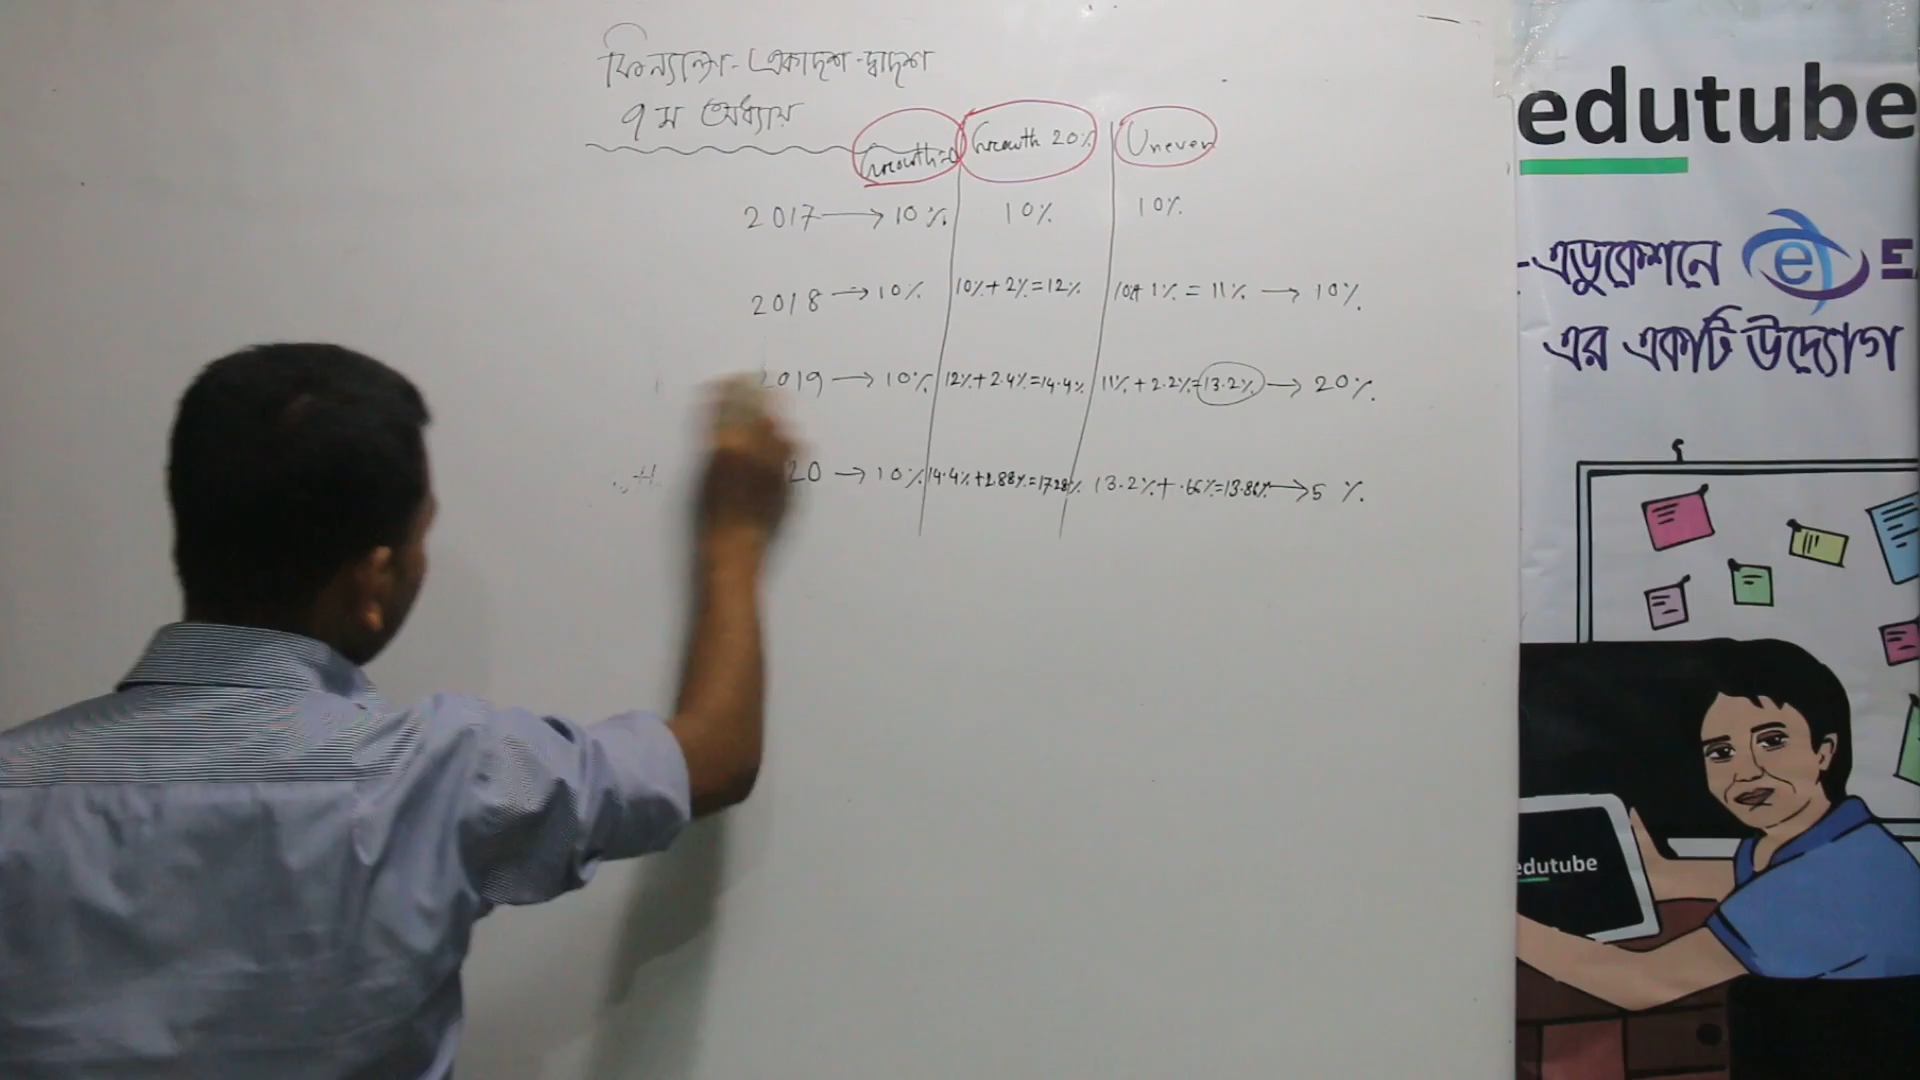 ফিন্যান্স - একাদশ - দ্বাদশ
৭ম অধ্যায়
Growth=0 Growth 20% Uneven
2017 → 10% 10% 10%
2018 → 10% 10% + 2% = 12% 10% + 1% = 11% → 10%
2019 → 10% 12% + 2.4% = 14.4% 11% + 2.2% = 13.2% → 20%
20 → 10% 14.4% + 2.88% = 17.28% 13.2% + .66% = 13.86% → 5 %
edutube
-এডুকেশনে e E
এর একটি উদ্যোগ
edutube